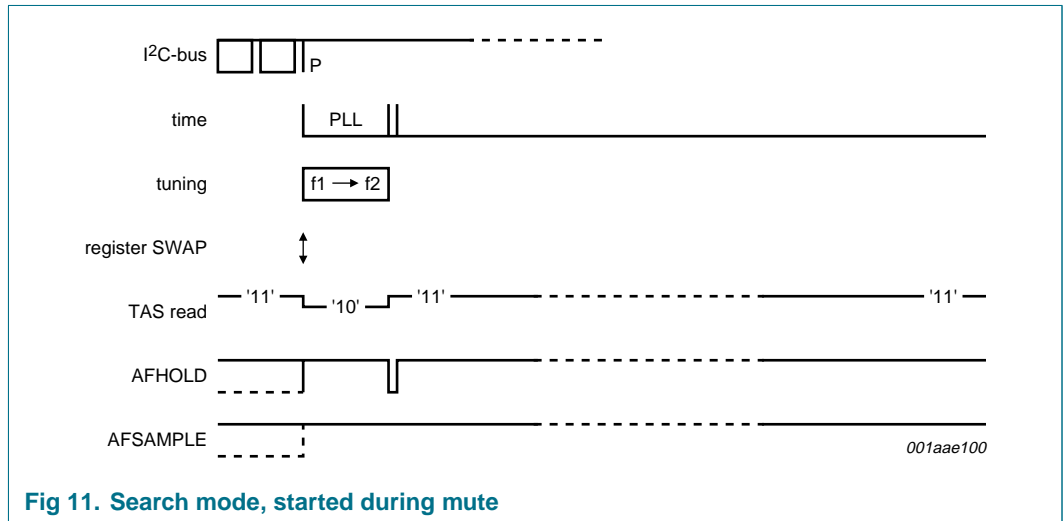 I²C-bus
P
time
PLL
tuning
f1 → f2
register SWAP
TAS read
'11'
'10'
'11'
'11'
AFHOLD
AFSAMPLE
001aae100
Fig 11. Search mode, started during mute